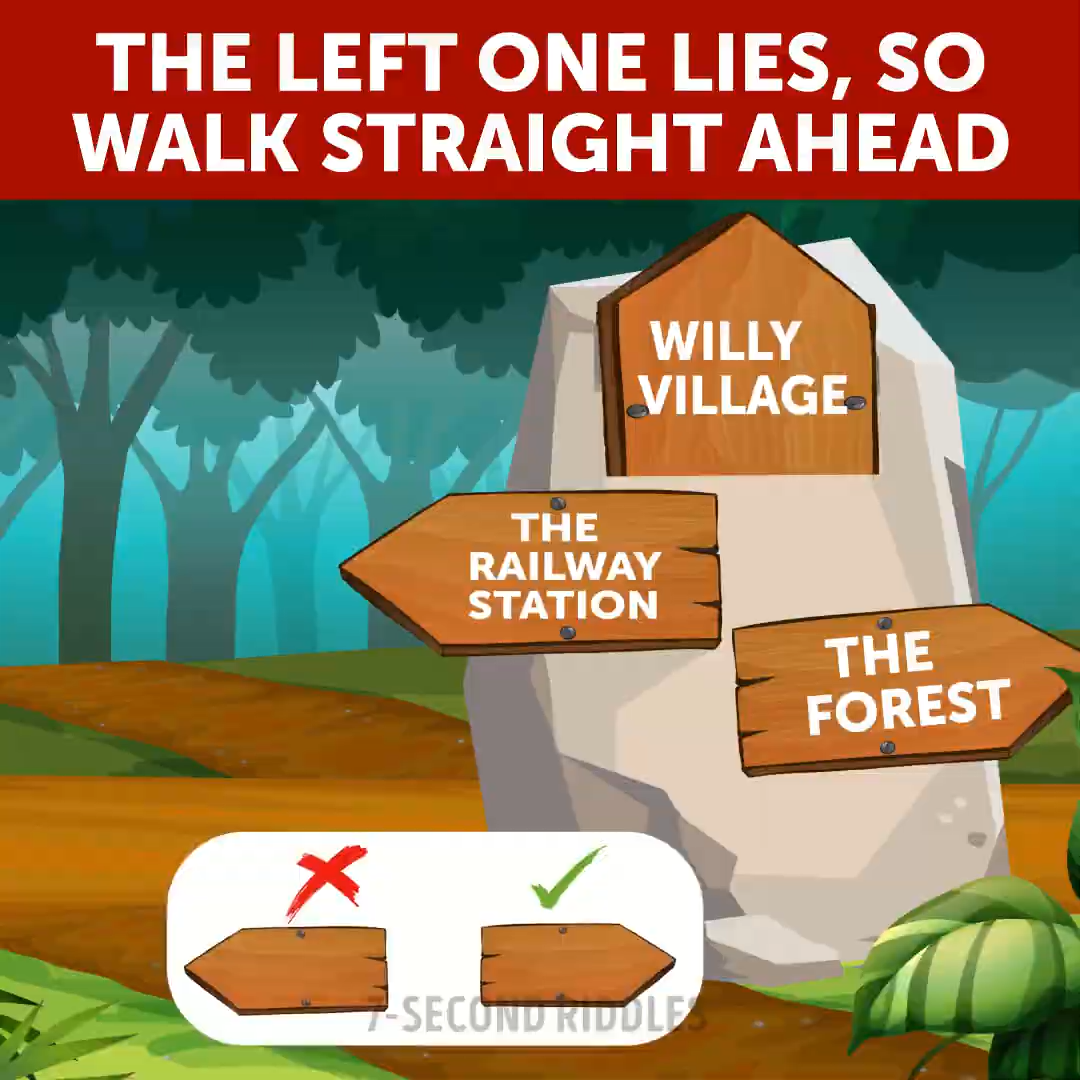 THE LEFT ONE LIES, SO
WALK STRAIGHT AHEAD
WILLY
VILLAGE
THE
RAILWAY
STATION
THE
FOREST
7-SECOND RIDDLES